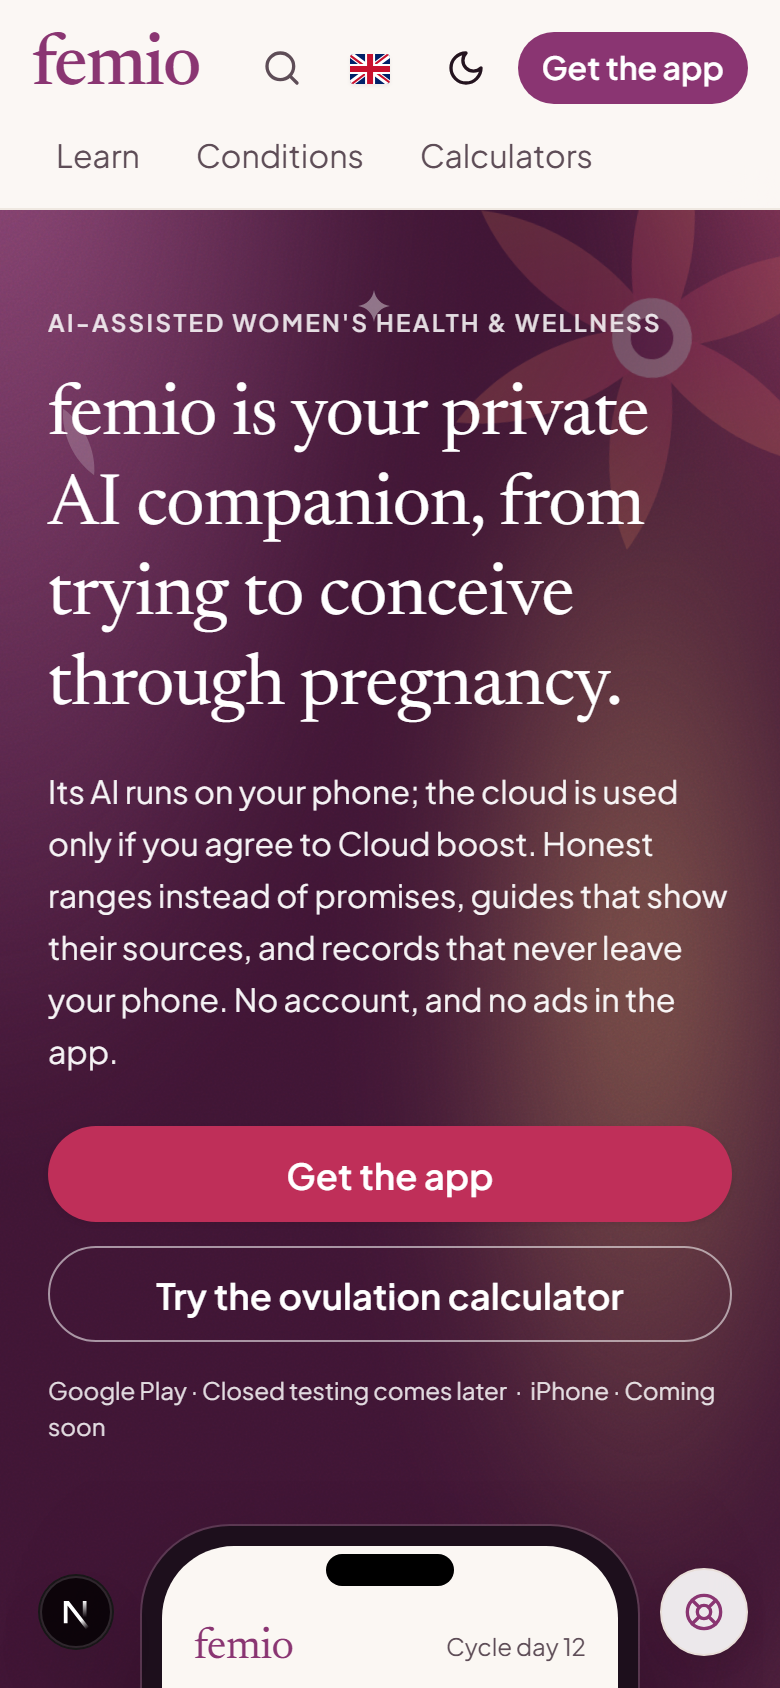 femio
Get the app
Learn Conditions Calculators
AI-ASSISTED WOMEN'S HEALTH & WELLNESS
femio is your private
AI companion, from
trying to conceive
through pregnancy.
Its AI runs on your phone; the cloud is used
only if you agree to Cloud boost. Honest
ranges instead of promises, guides that show
their sources, and records that never leave
your phone. No account, and no ads in the
app.
Get the app
Try the ovulation calculator
Google Play · Closed testing comes later · iPhone · Coming
soon
N
femio Cycle day 12